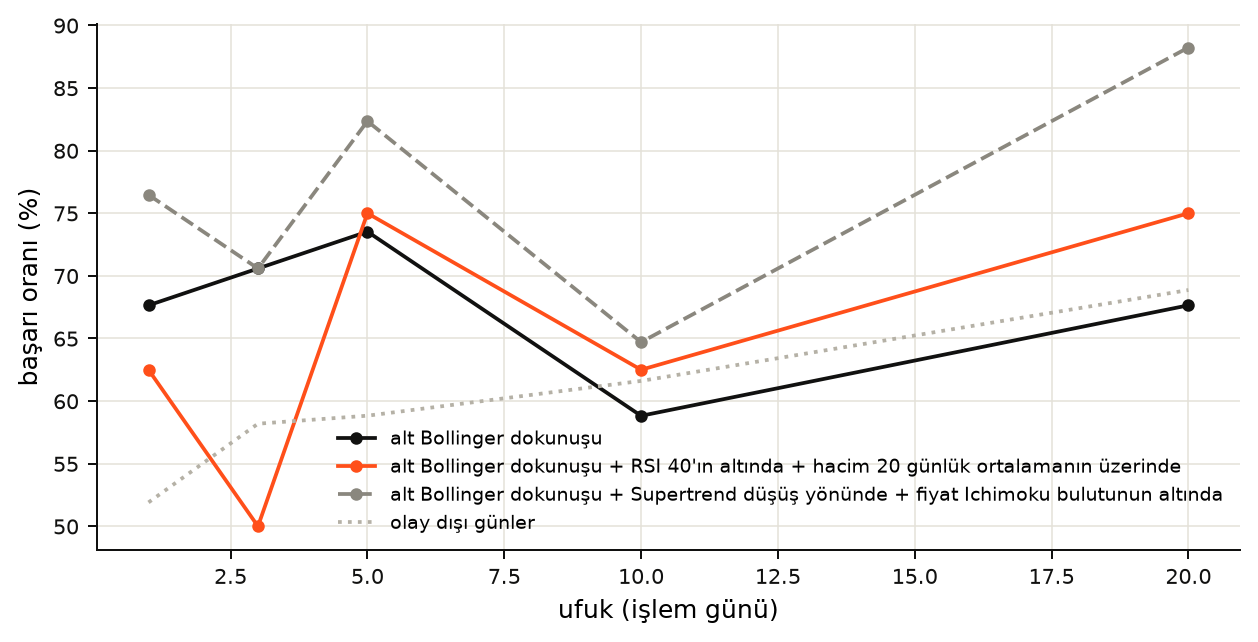 90
85
80
75
70
65
60
55
50
başarı oranı (%)
alt Bollinger dokunuşu
alt Bollinger dokunuşu + RSI 40'ın altında + hacim 20 günlük ortalamanın üzerinde
alt Bollinger dokunuşu + Supertrend düşüş yönünde + fiyat Ichimoku bulutunun altında
olay dışı günler
2.5 5.0 7.5 10.0 12.5 15.0 17.5 20.0
ufuk (işlem günü)